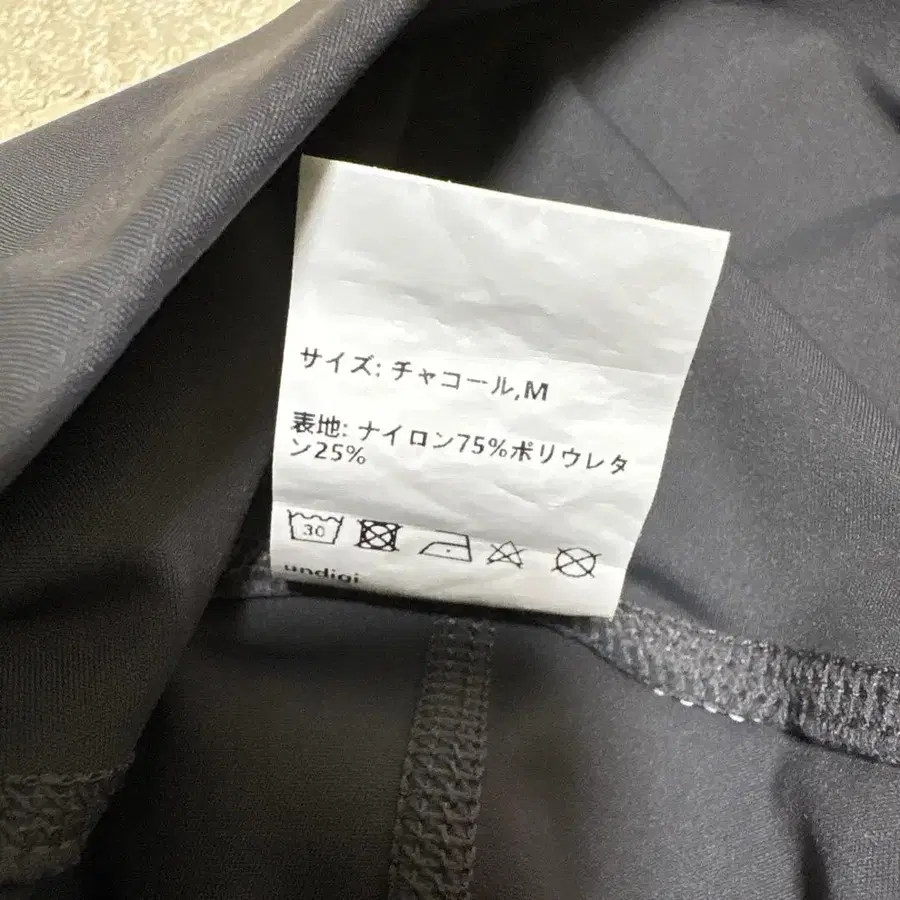 サイズ: チャコール,M
表地: ナイロン75%ポリウレタ
ン25%
30
undigi